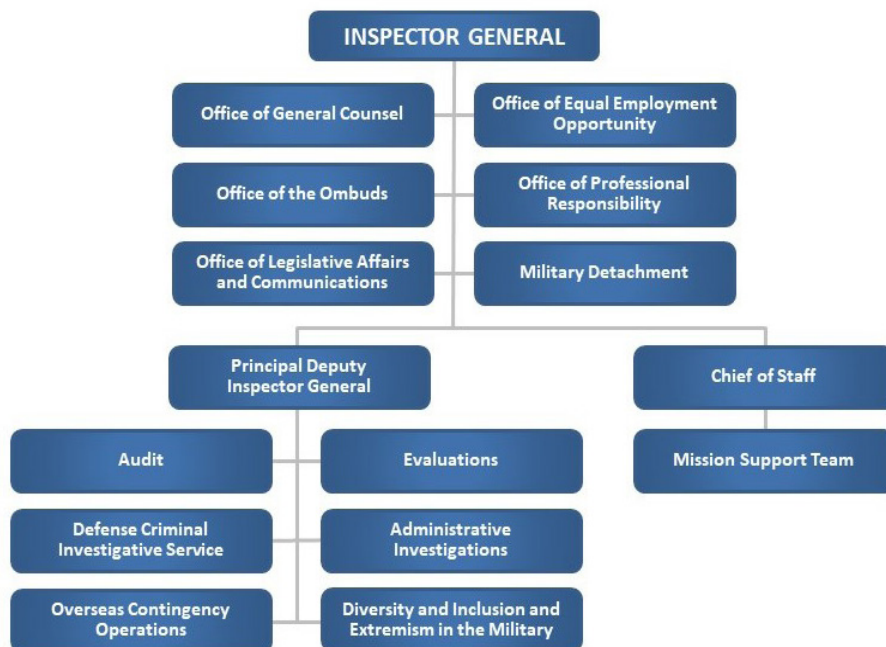 INSPECTOR GENERAL
Office of General Counsel
Office of Equal Employment
Opportunity
Office of the Ombuds
Office of Professional
Responsibility
Office of Legislative Affairs
and Communications
Military Detachment
Principal Deputy
Inspector General
Chief of Staff
Audit
Evaluations
Mission Support Team
Defense Criminal
Investigative Service
Administrative
Investigations
Overseas Contingency
Operations
Diversity and Inclusion and
Extremism in the Military